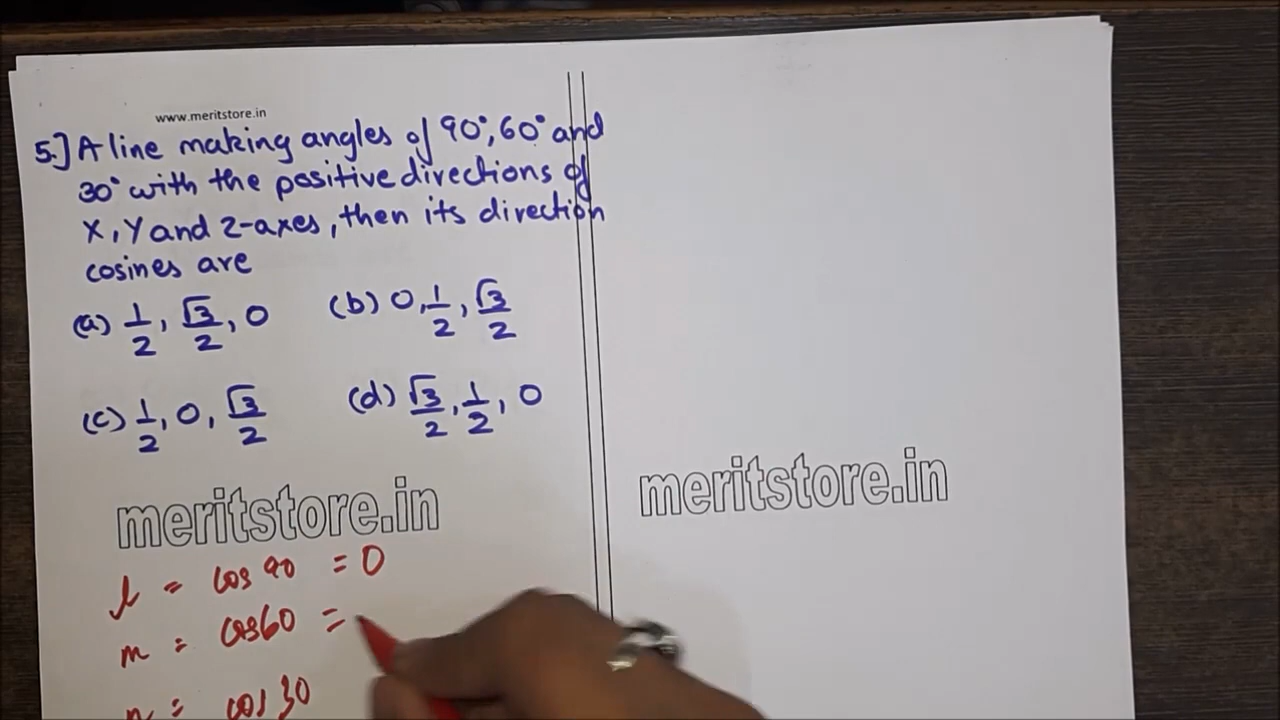 www.meritstore.in
5.] A line making angles of 90°, 60° and
30° with the positive directions of
X, Y and Z-axes, then its direction
cosines are
(a) 1/2, √3/2, 0 (b) 0, 1/2, √3/2
(c) 1/2, 0, √3/2 (d) √3/2, 1/2, 0
meritstore.in
meritstore.in
l = cos 90 = 0
m = cos60 =
n = cos 30